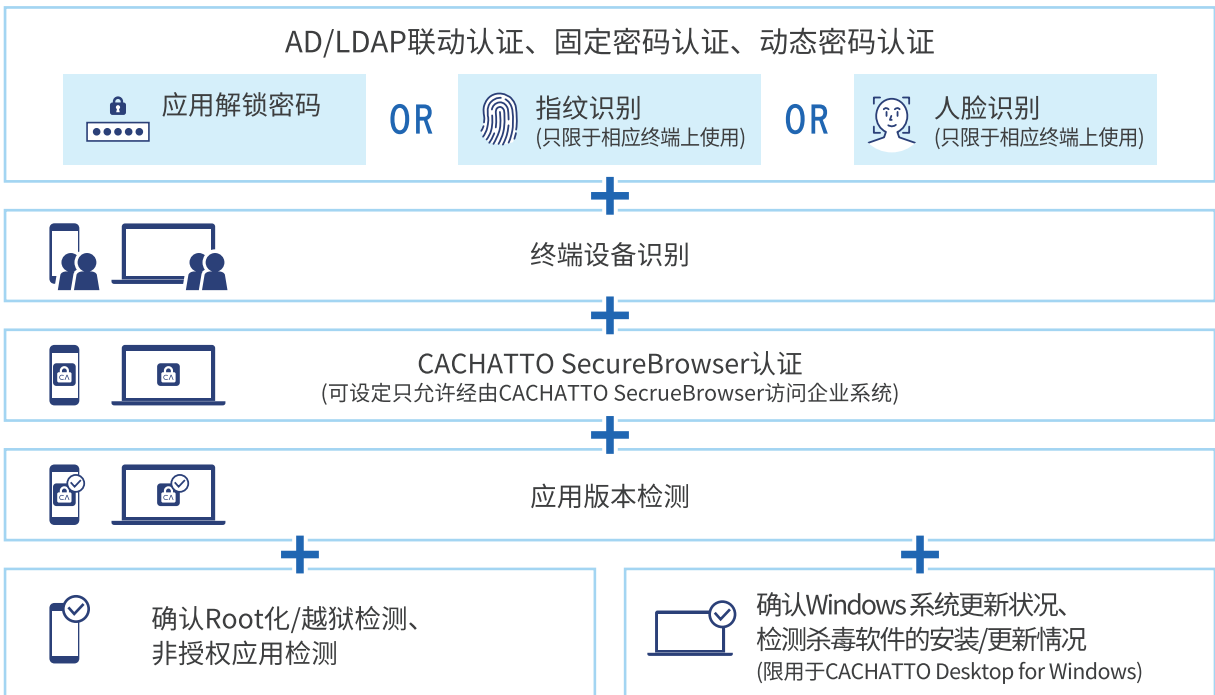 AD/LDAP联动认证、固定密码认证、动态密码认证
应用解锁密码
OR
指纹识别
(只限于相应终端上使用)
OR
人脸识别
(只限于相应终端上使用)
终端设备识别
CA
CA
CACHATTO SecureBrowser认证
(可设定只允许经由CACHATTO SecrueBrowser访问企业系统)
CA
CA
应用版本检测
确认Root化/越狱检测、
非授权应用检测
确认Windows 系统更新状况、
检测杀毒软件的安装/更新情况
(限用于CACHATTO Desktop for Windows)